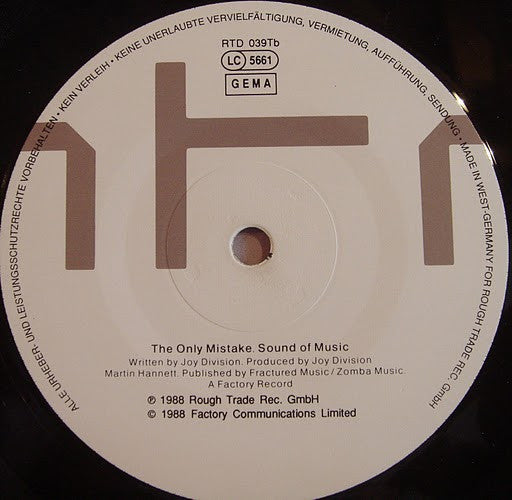 RTD 039Tb
LC 5661
GEMA
ALLE URHEBER- UND LEISTUNGSSCHUTZRECHTE VORBEHALTEN • KEIN VERLEIH • KEINE UNERLAUBTE VERVIELFÄLTIGUNG, VERMIETUNG, AUFFÜHRUNG, SENDUNG • MADE IN WEST-GERMANY FOR ROUGH TRADE REC. GmbH
The Only Mistake. Sound of Music
Written by Joy Division. Produced by Joy Division
Martin Hannett. Published by Fractured Music / Zomba Music.
A Factory Record
℗ 1988 Rough Trade Rec. GmbH
© 1988 Factory Communications Limited